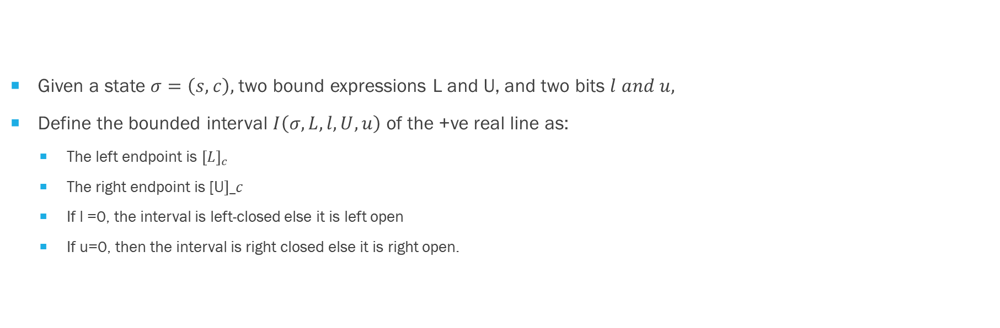 Given a state σ = (s, c), two bound expressions L and U, and two bits l and u,
Define the bounded interval I(σ, L, l, U, u) of the +ve real line as:
The left endpoint is [L]_c
The right endpoint is [U]_c
If l =0, the interval is left-closed else it is left open
If u=0, then the interval is right closed else it is right open.